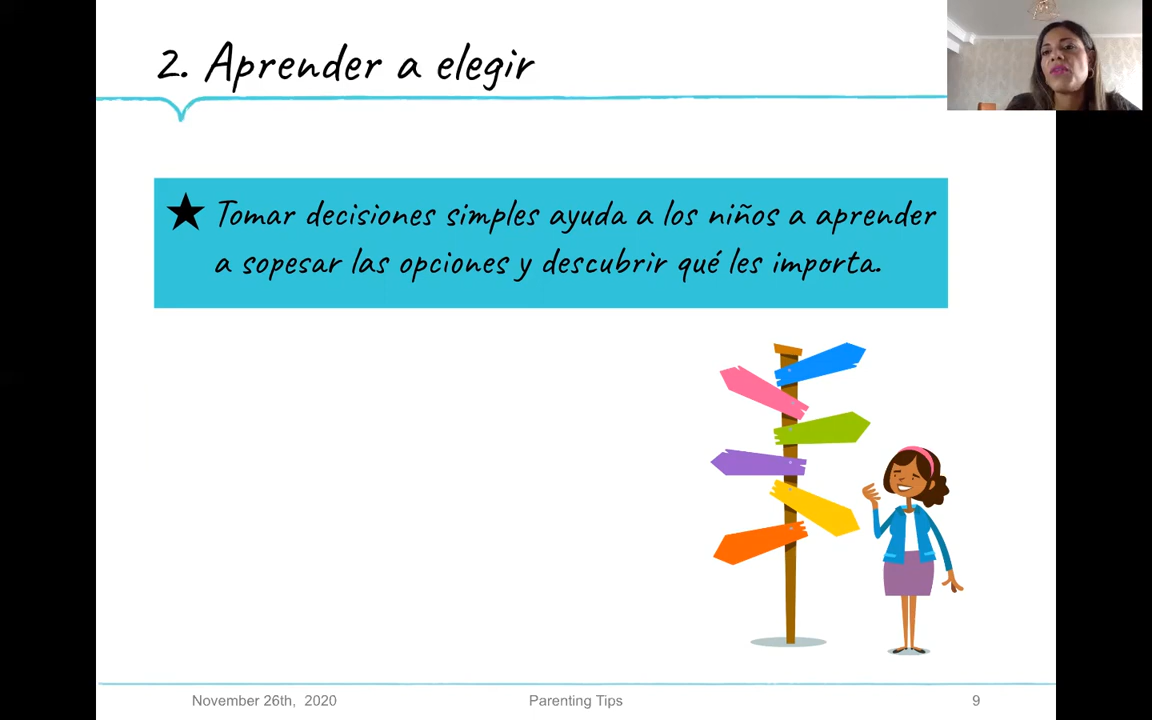 2. Aprender a elegir
★ Tomar decisiones simples ayuda a los niños a aprender
a sopesar las opciones y descubrir qué les importa.
November 26th, 2020
Parenting Tips
9